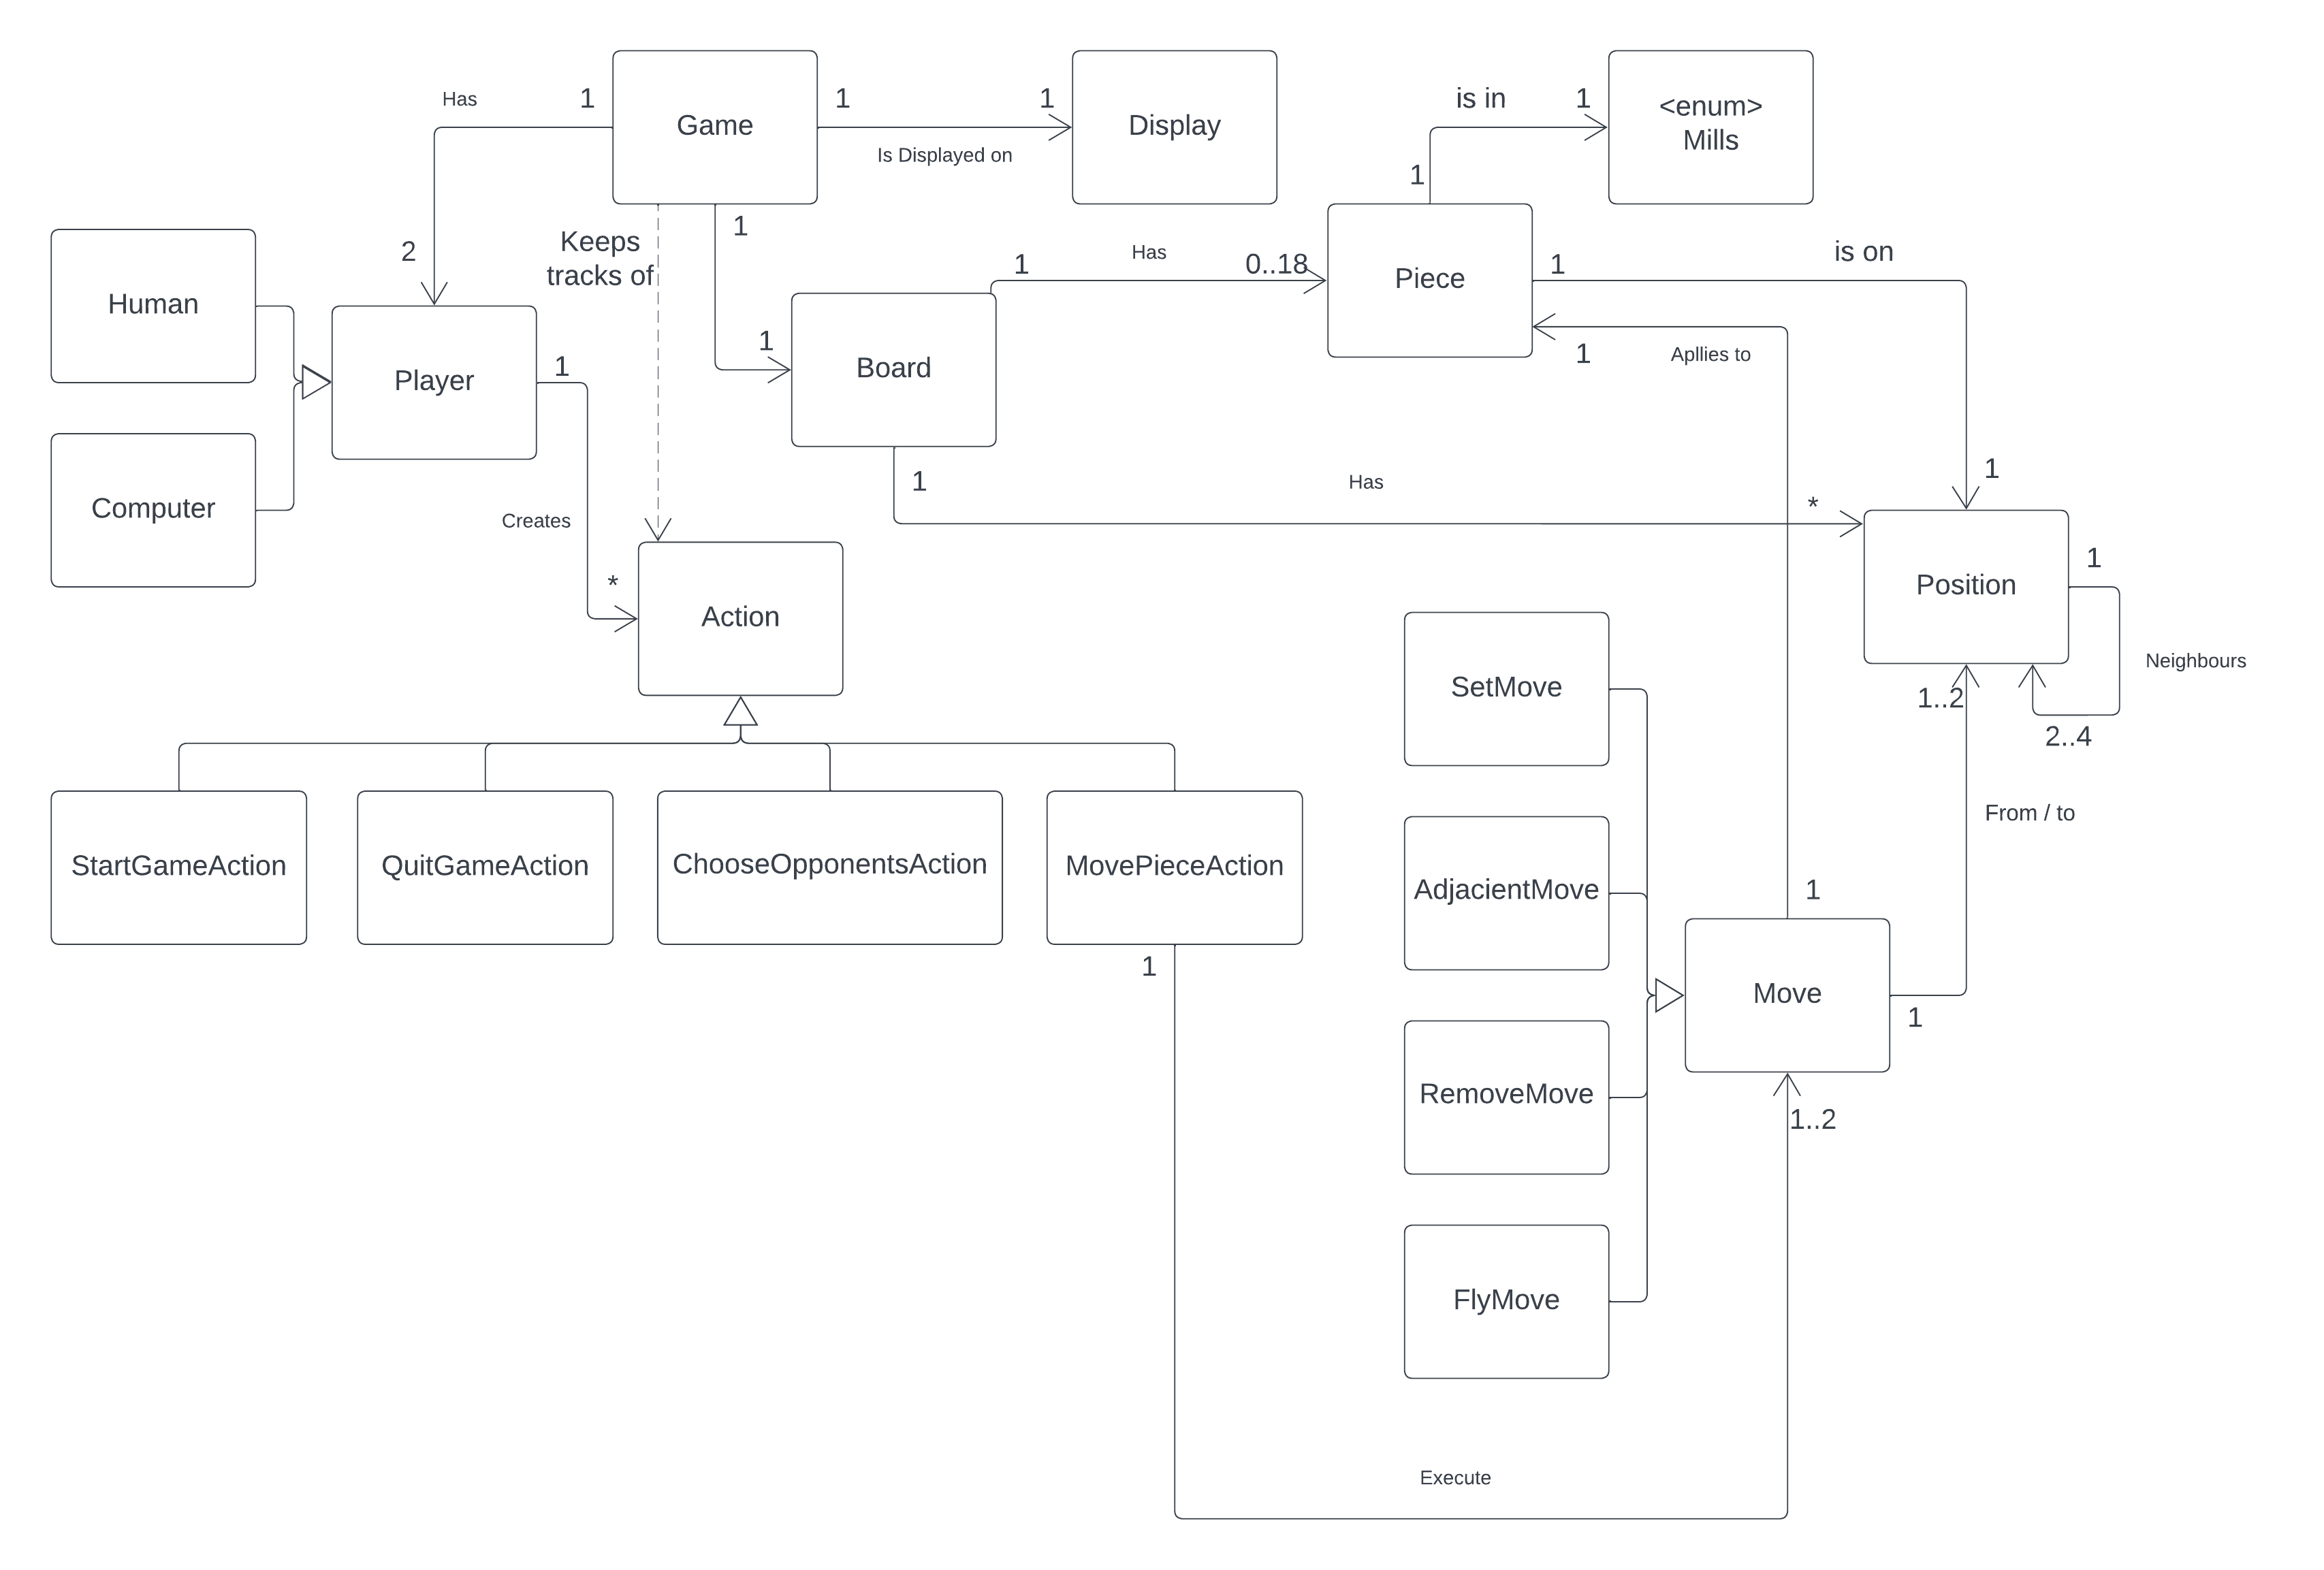 Has
1
Game
1
1
Is Displayed on
Display
is in
1
<enum>
Mills
1
2
Keeps
tracks of
1
1
Has
0..18
Piece
1
is on
Human
Player
1
1
Board
1
Apllies to
Computer
Creates
*
1
Has
*
1
Action
Position
1
Neighbours
1..2
2..4
SetMove
From / to
StartGameAction
QuitGameAction
ChooseOpponentsAction
MovePieceAction
AdjacientMove
1
1
Move
1
RemoveMove
1..2
FlyMove
Execute